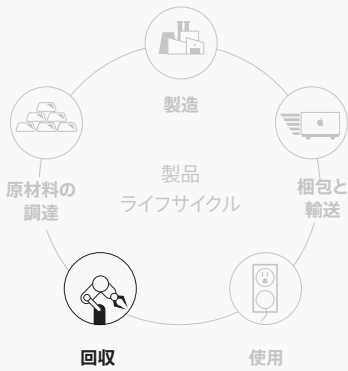 製造
原材料の
調達
製品
ライフサイクル
梱包と
輸送
回収
使用